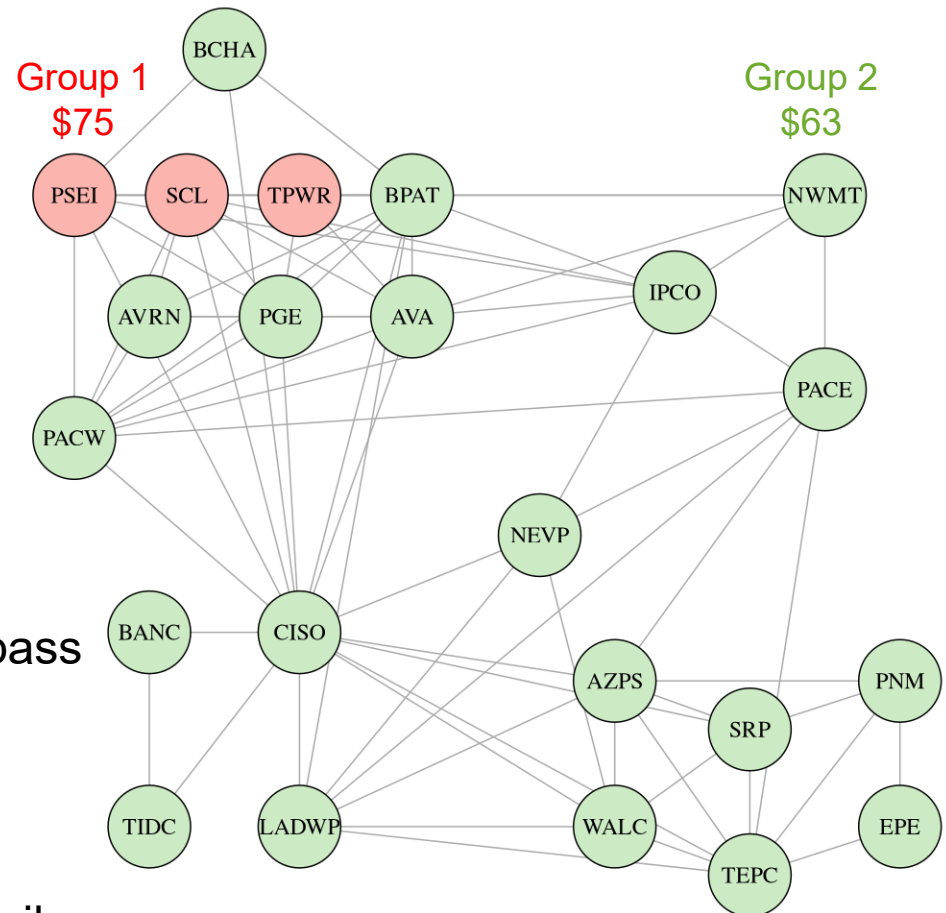 BCHA
Group 1
$75
Group 2
$63
PSEI
SCL
TPWR
BPAT
NWMT
IPCO
AVRN
PGE
AVA
PACE
PACW
NEVP
BANC
CISO
pass
AZPS
PNM
SRP
TIDC
LADWP
WALC
EPE
TEPC